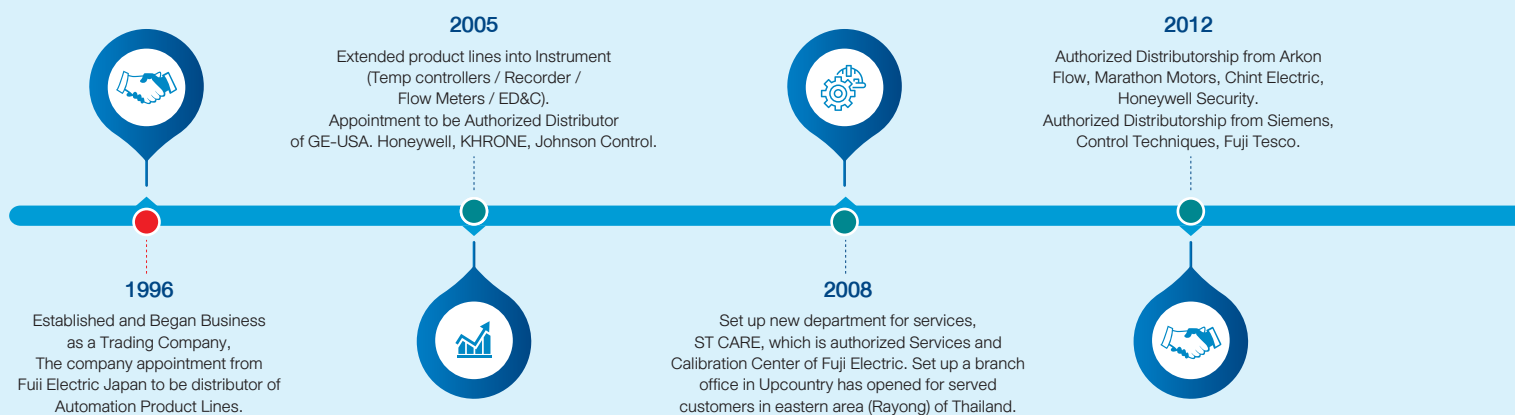 1996
Established and Began Business
as a Trading Company,
The company appointment from
Fuii Electric Japan to be distributor of
Automation Product Lines.
2005
Extended product lines into Instrument
(Temp controllers / Recorder /
Flow Meters / ED&C).
Appointment to be Authorized Distributor
of GE-USA. Honeywell, KHRONE, Johnson Control.
2008
Set up new department for services,
ST CARE, which is authorized Services and
Calibration Center of Fuji Electric. Set up a branch
office in Upcountry has opened for served
customers in eastern area (Rayong) of Thailand.
2012
Authorized Distributorship from Arkon
Flow, Marathon Motors, Chint Electric,
Honeywell Security.
Authorized Distributorship from Siemens,
Control Techniques, Fuji Tesco.